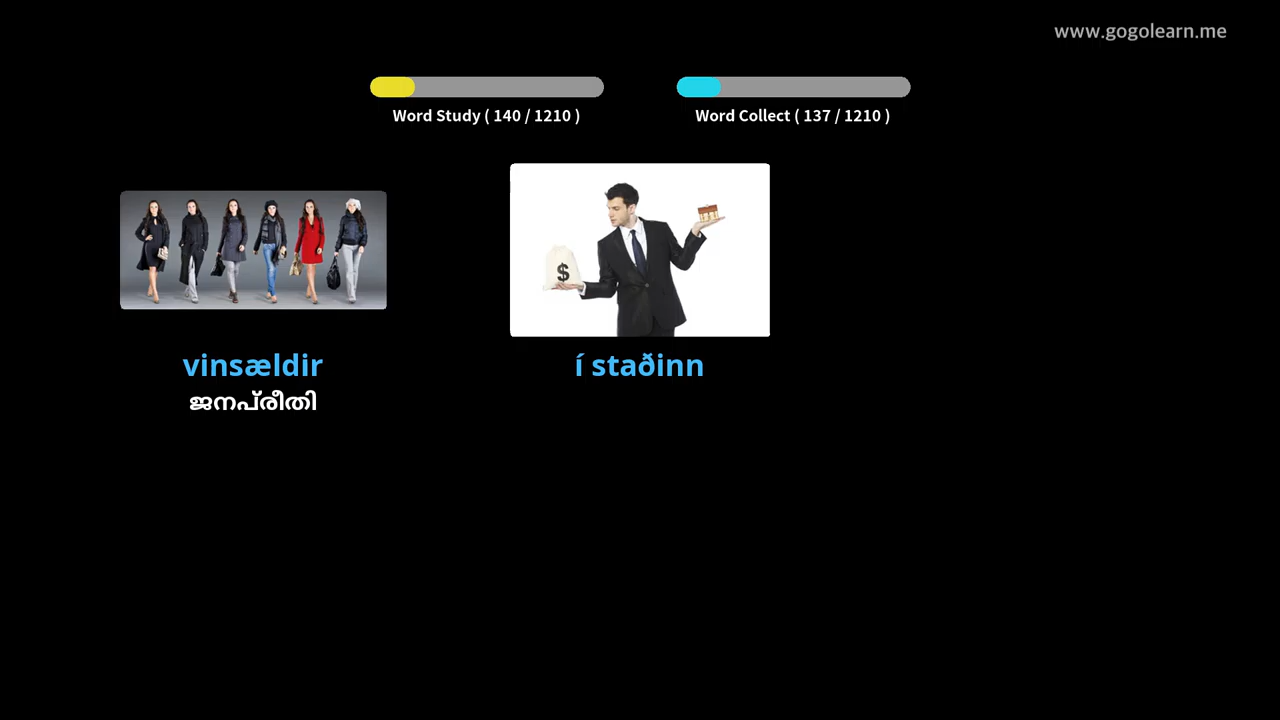 www.gogolearn.me
Word Study ( 140 / 1210 )
Word Collect ( 137 / 1210 )
$
vinsældir
í staðinn
ജനപ്രീതി